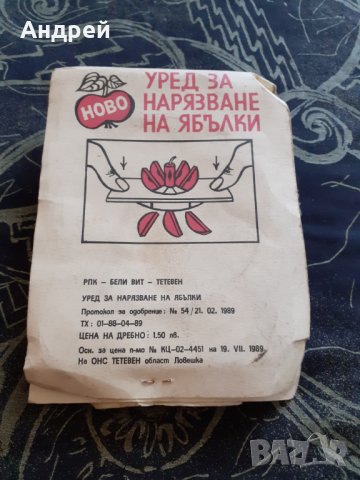 Андрей
НОВО
УРЕД ЗА
НАРЯЗВАНЕ
НА ЯБЪЛКИ
РПК - БЕЛИ ВИТ - ТЕТЕВЕН
УРЕД ЗА НАРЯЗВАНЕ НА ЯБЪЛКИ
Протокол за одобрение: № 54/21. 02. 1989
ТХ: 01-88-04-89
ЦЕНА НА ДРЕБНО: 1.50 лв.
Осн. за цена п-мо № КЦ-02-4451 на 19. VII. 1989
На ОНС ТЕТЕВЕН област Ловешка
BAZAR